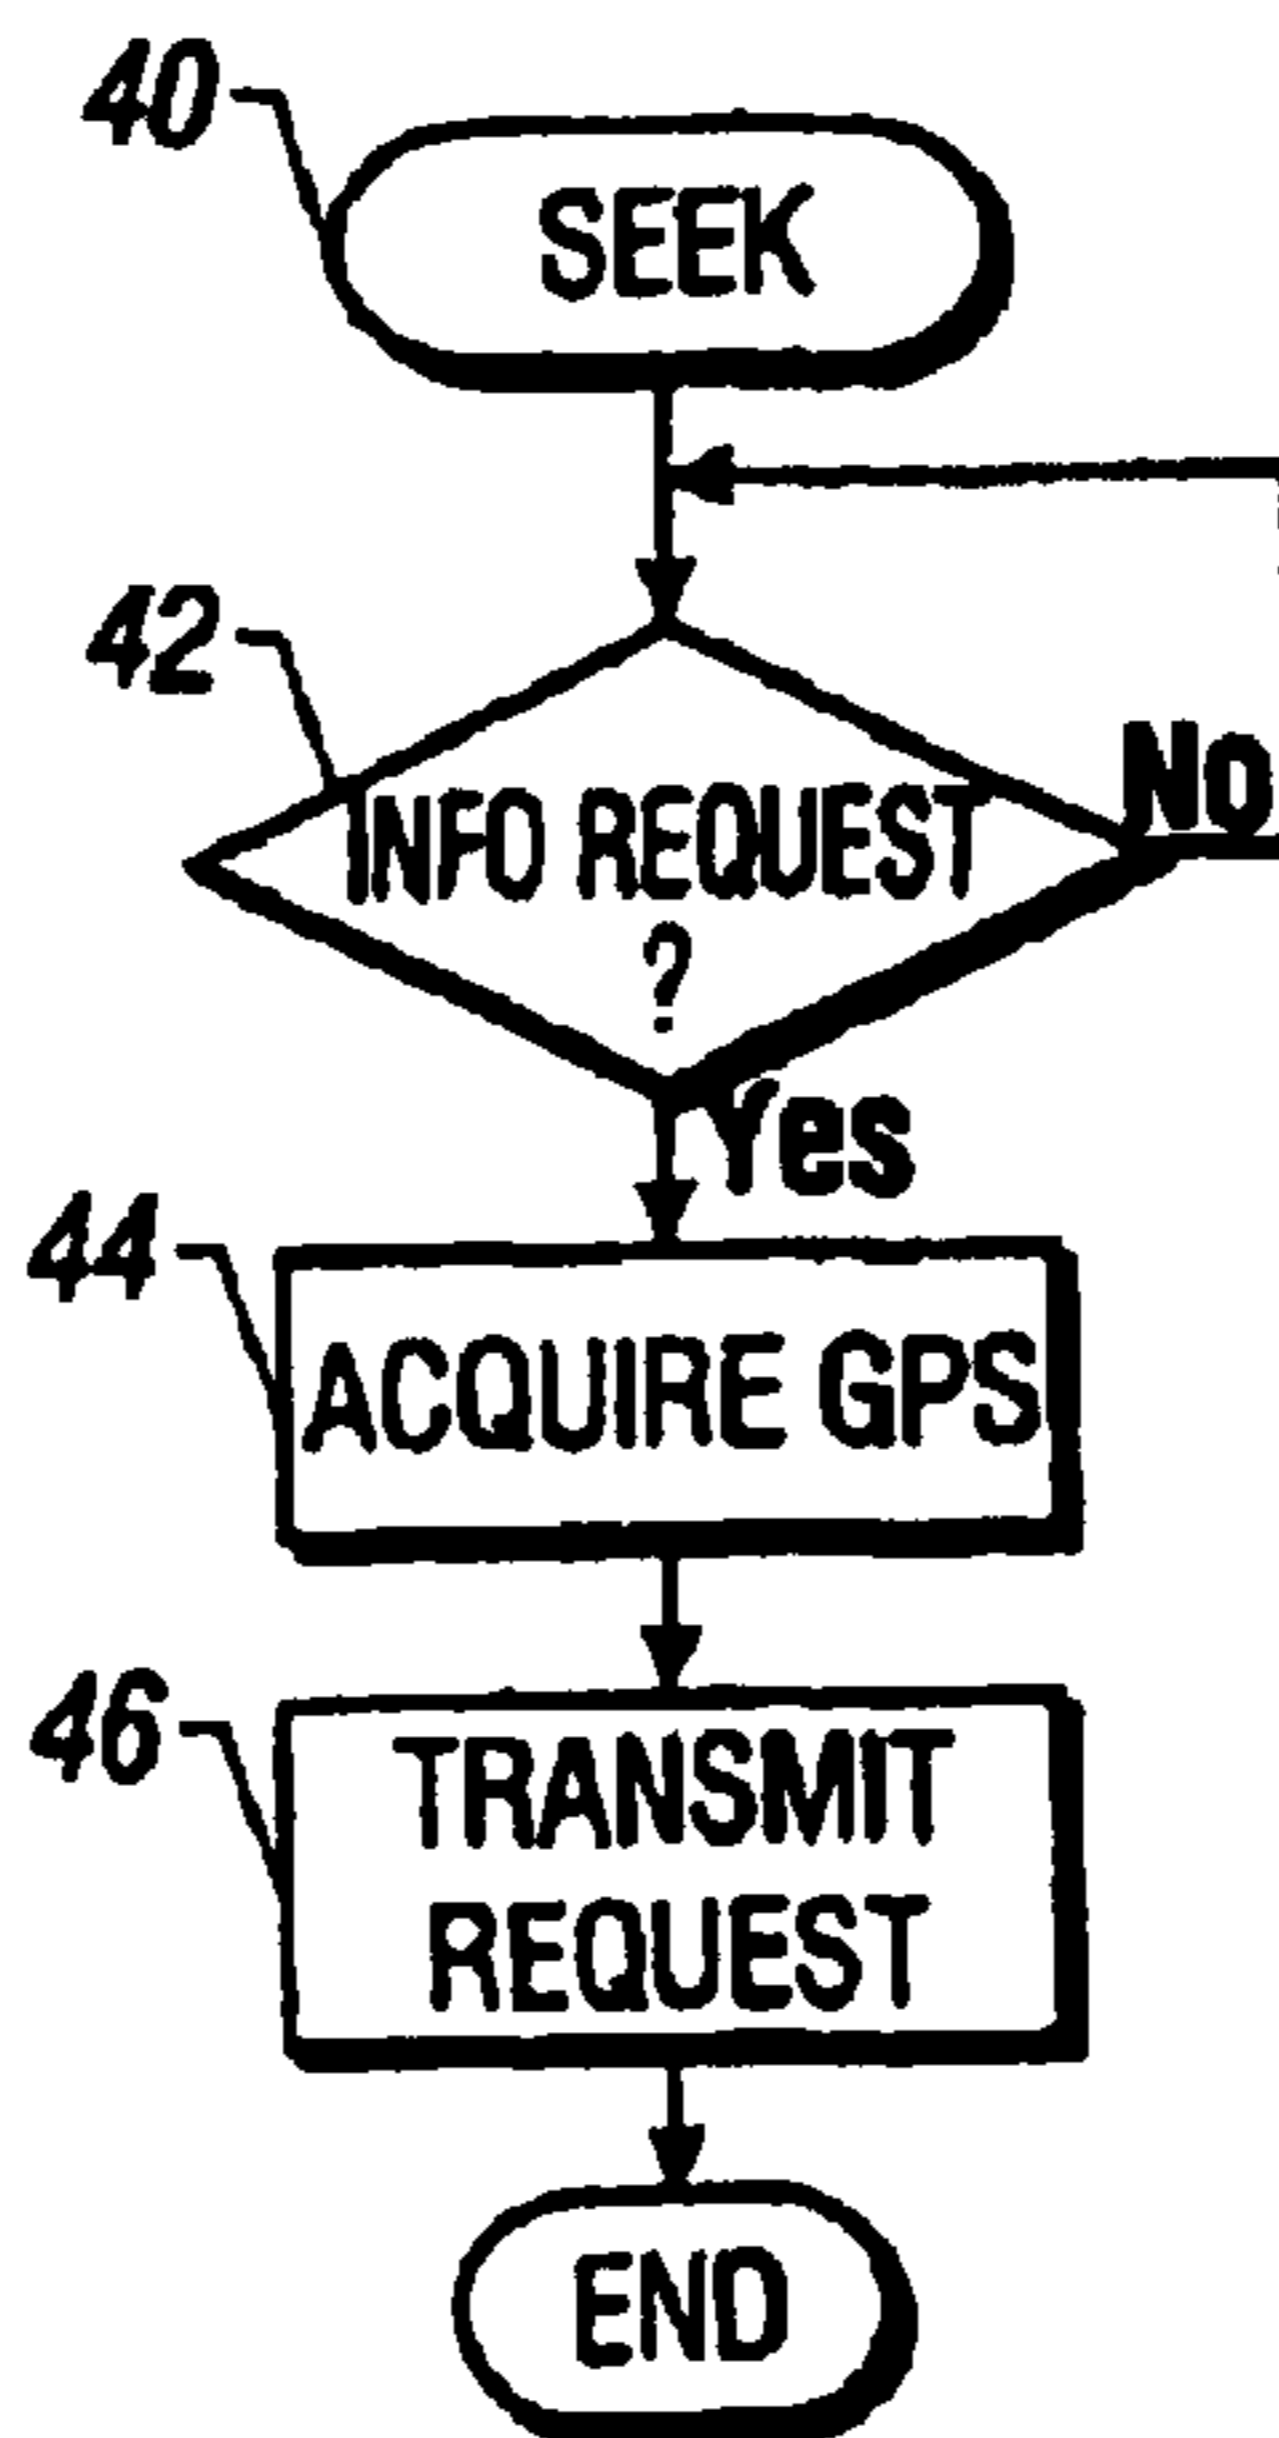 40
SEEK
42
INFO REQUEST
?
No
Yes
44
ACQUIRE GPS
46
TRANSMIT
REQUEST
END